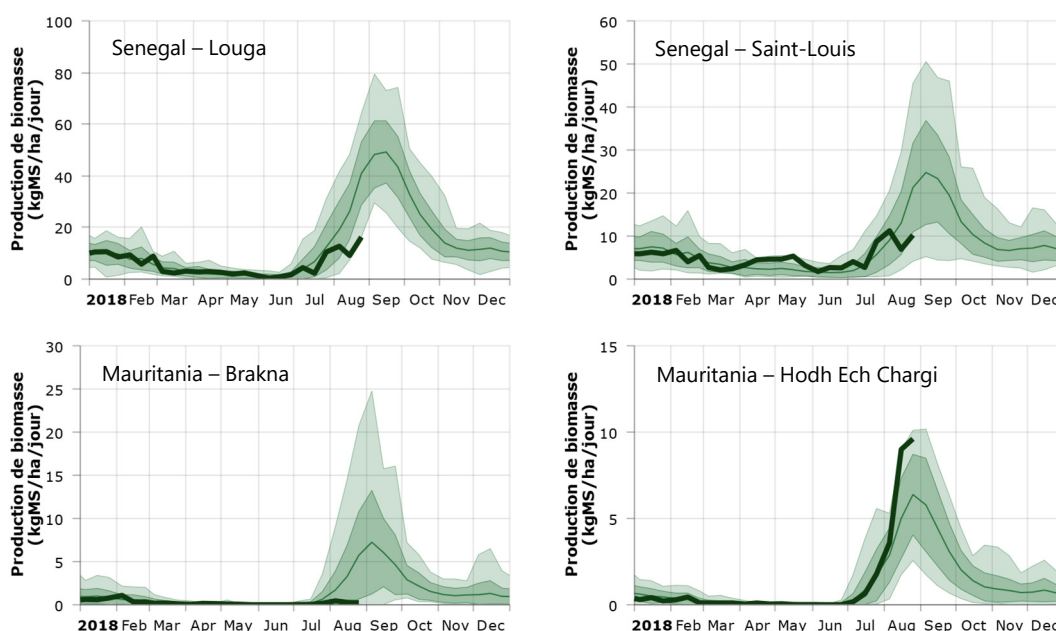 Senegal – Louga
Production de biomasse
(kgMS/ha/jour)
100
80
60
40
20
0
2018 Feb Mar Apr May Jun Jul Aug Sep Oct Nov Dec
Senegal – Saint-Louis
Production de biomasse
(kgMS/ha/jour)
60
50
40
30
20
10
0
2018 Feb Mar Apr May Jun Jul Aug Sep Oct Nov Dec
Mauritania – Brakna
Production de biomasse
(kgMS/ha/jour)
30
25
20
15
10
5
0
2018 Feb Mar Apr May Jun Jul Aug Sep Oct Nov Dec
Mauritania – Hodh Ech Chargi
Production de biomasse
(kgMS/ha/jour)
15
10
5
0
2018 Feb Mar Apr May Jun Jul Aug Sep Oct Nov Dec